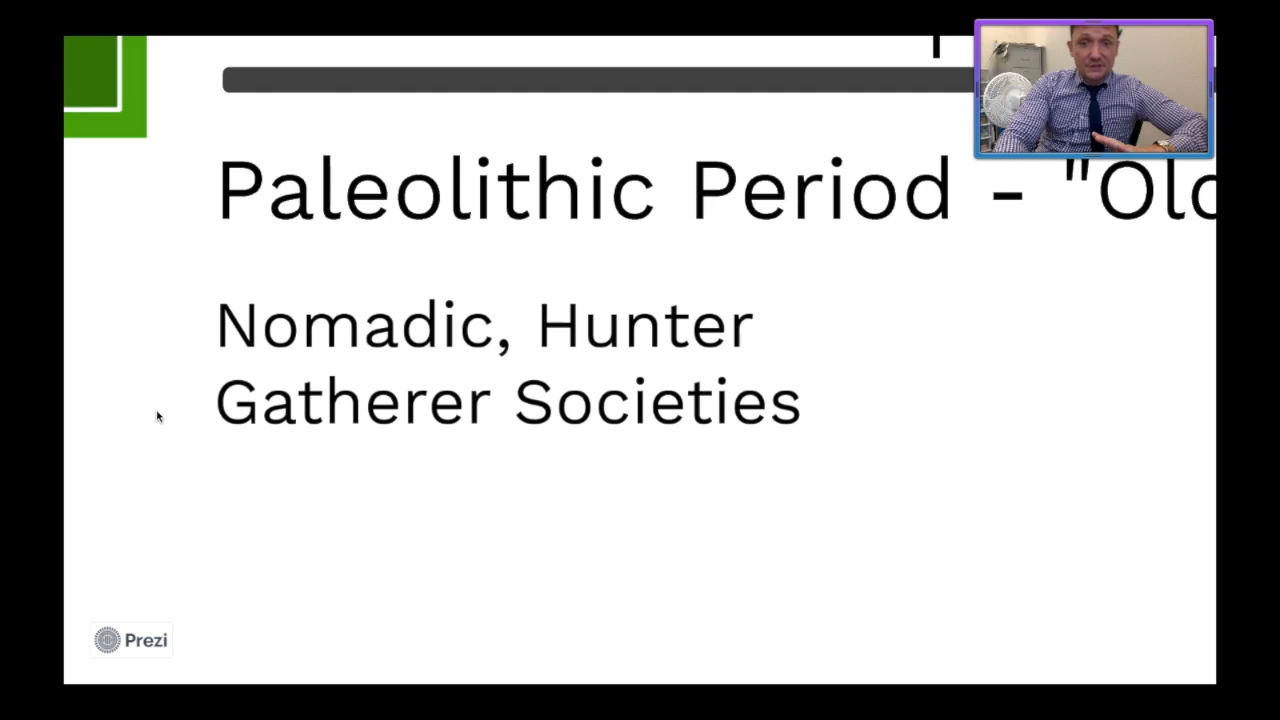 Paleolithic Period - "Old
Nomadic, Hunter
Gatherer Societies
Prezi